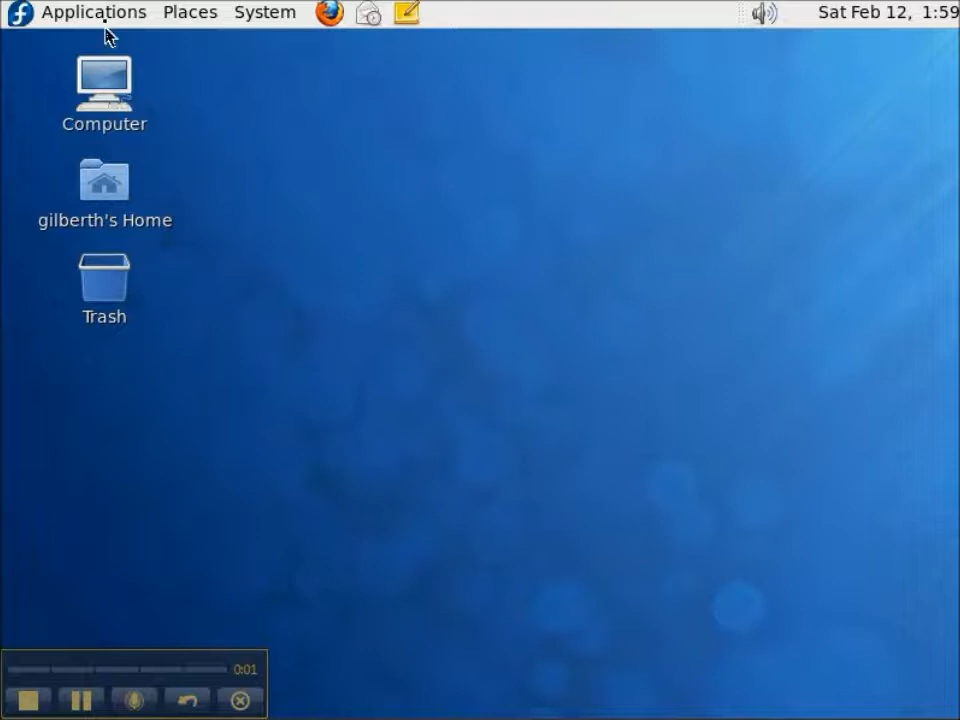 Applications Places System Sat Feb 12, 1:59
Computer
gilberth's Home
Trash
0:01